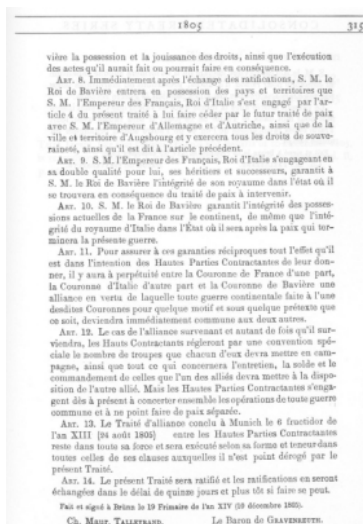 1805
315
vière la possession et la jouissance des droits, ainsi que l'exécution
des actes qu'il aurait fait ou pourrait faire en conséquence.
ART. 8. Immédiatement après l'échange des ratifications, S. M. le
Roi de Bavière entrera en possession des pays et territoires que
S. M. l'Empereur des Français, Roi d'Italie s'est engagé par l'ar-
ticle 4 du présent traité à lui faire céder par le futur traité de paix
avec S. M. l'Empereur d'Allemagne et d'Autriche, ainsi que de la
ville et territoire d'Augsbourg et y exercera tous les droits de souve-
raineté, ainsi qu'il est dit à l'article précédent.
ART. 9. S. M. l'Empereur des Français, Roi d'Italie s'engageant en
sa double qualité pour lui, ses héritiers et successeurs, garantit à
S. M. le Roi de Bavière l'intégrité de son royaume dans l'état où il
se trouvera en conséquence du traité de paix à intervenir.
ART. 10. S. M. le Roi de Bavière garantit l'intégrité des posses-
sions actuelles de la France sur le continent, de même que l'inté-
grité du royaume d'Italie dans l'État où il sera après la paix qui ter-
minera la présente guerre.
ART. 11. Pour assurer à ces garanties réciproques tout l'effet qu'il
est dans l'intention des Hautes Parties Contractantes de leur don-
ner, il y aura à perpétuité entre la Couronne de France d'une part,
la Couronne d'Italie d'autre part et la Couronne de Bavière une
alliance en vertu de laquelle toute guerre continentale faite à l'une
desdites Couronnes pour quelque motif et sous quelque prétexte que
ce soit, deviendra immédiatement commune aux deux autres.
ART. 12. Le cas de l'alliance survenant et autant de fois qu'il sur-
viendra, les Hauts Contractants régleront par une convention spé-
ciale le nombre de troupes que chacun d'eux devra mettre en cam-
pagne, ainsi que tout ce qui concernera l'entretien, la solde et le
commandement de celles que l'un des alliés devra mettre à la dispo-
sition de l'autre allié. Mais les Hautes Parties Contractantes s'enga-
gent dès à présent à concerter ensemble les opérations de toute guerre
commune et à ne point faire de paix séparée.
ART. 13. Le Traité d'alliance conclu à Munich le 6 fructidor de
l'an XIII (24 août 1805) entre les Hautes Parties Contractantes
reste dans toute sa force et sera exécuté selon sa forme et teneur dans
toutes celles de ses clauses auxquelles il n'est point dérogé par le
présent Traité.
ART. 14. Le présent Traité sera ratifié et les ratifications en seront
échangées dans le délai de quinze jours et plus tôt si faire se peut.
Fait et signé à Brünn le 19 Frimaire de l'an XIV (10 décembre 1805).
Ch. Maur. TALLEYRAND. Le Baron de GRAVENREUTH.